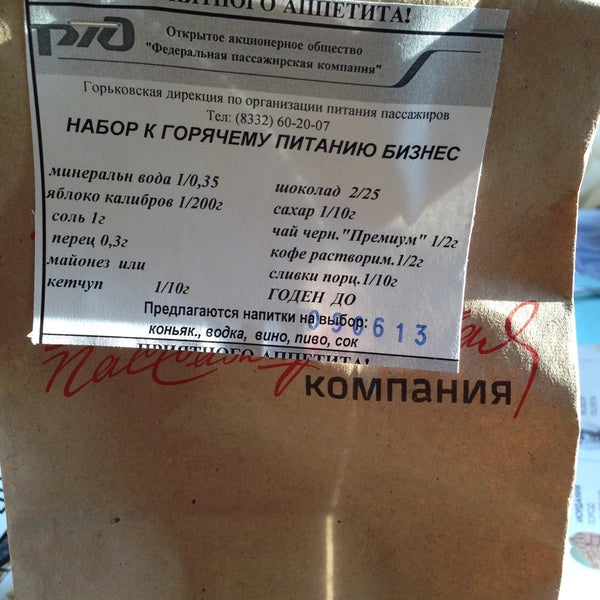 ПРИЯТНОГО АППЕТИТА!
ржд
Открытое акционерное общество
"Федеральная пассажирская компания"
Горьковская дирекция по организации питания пассажиров
Тел: (8332) 60-20-07
НАБОР К ГОРЯЧЕМУ ПИТАНИЮ БИЗНЕС
минеральн вода 1/0,35
яблоко калибров 1/200г
соль 1г
перец 0,3г
майонез или
кетчуп 1/10г
шоколад 2/25
сахар 1/10г
чай черн."Премиум" 1/2г
кофе растворим.1/2г
сливки порц.1/10г
ГОДЕН ДО
090613
Предлагаются напитки на выбор:
коньяк., водка, вино, пиво, сок
ПРИЯТНОГО АППЕТИТА!
компания